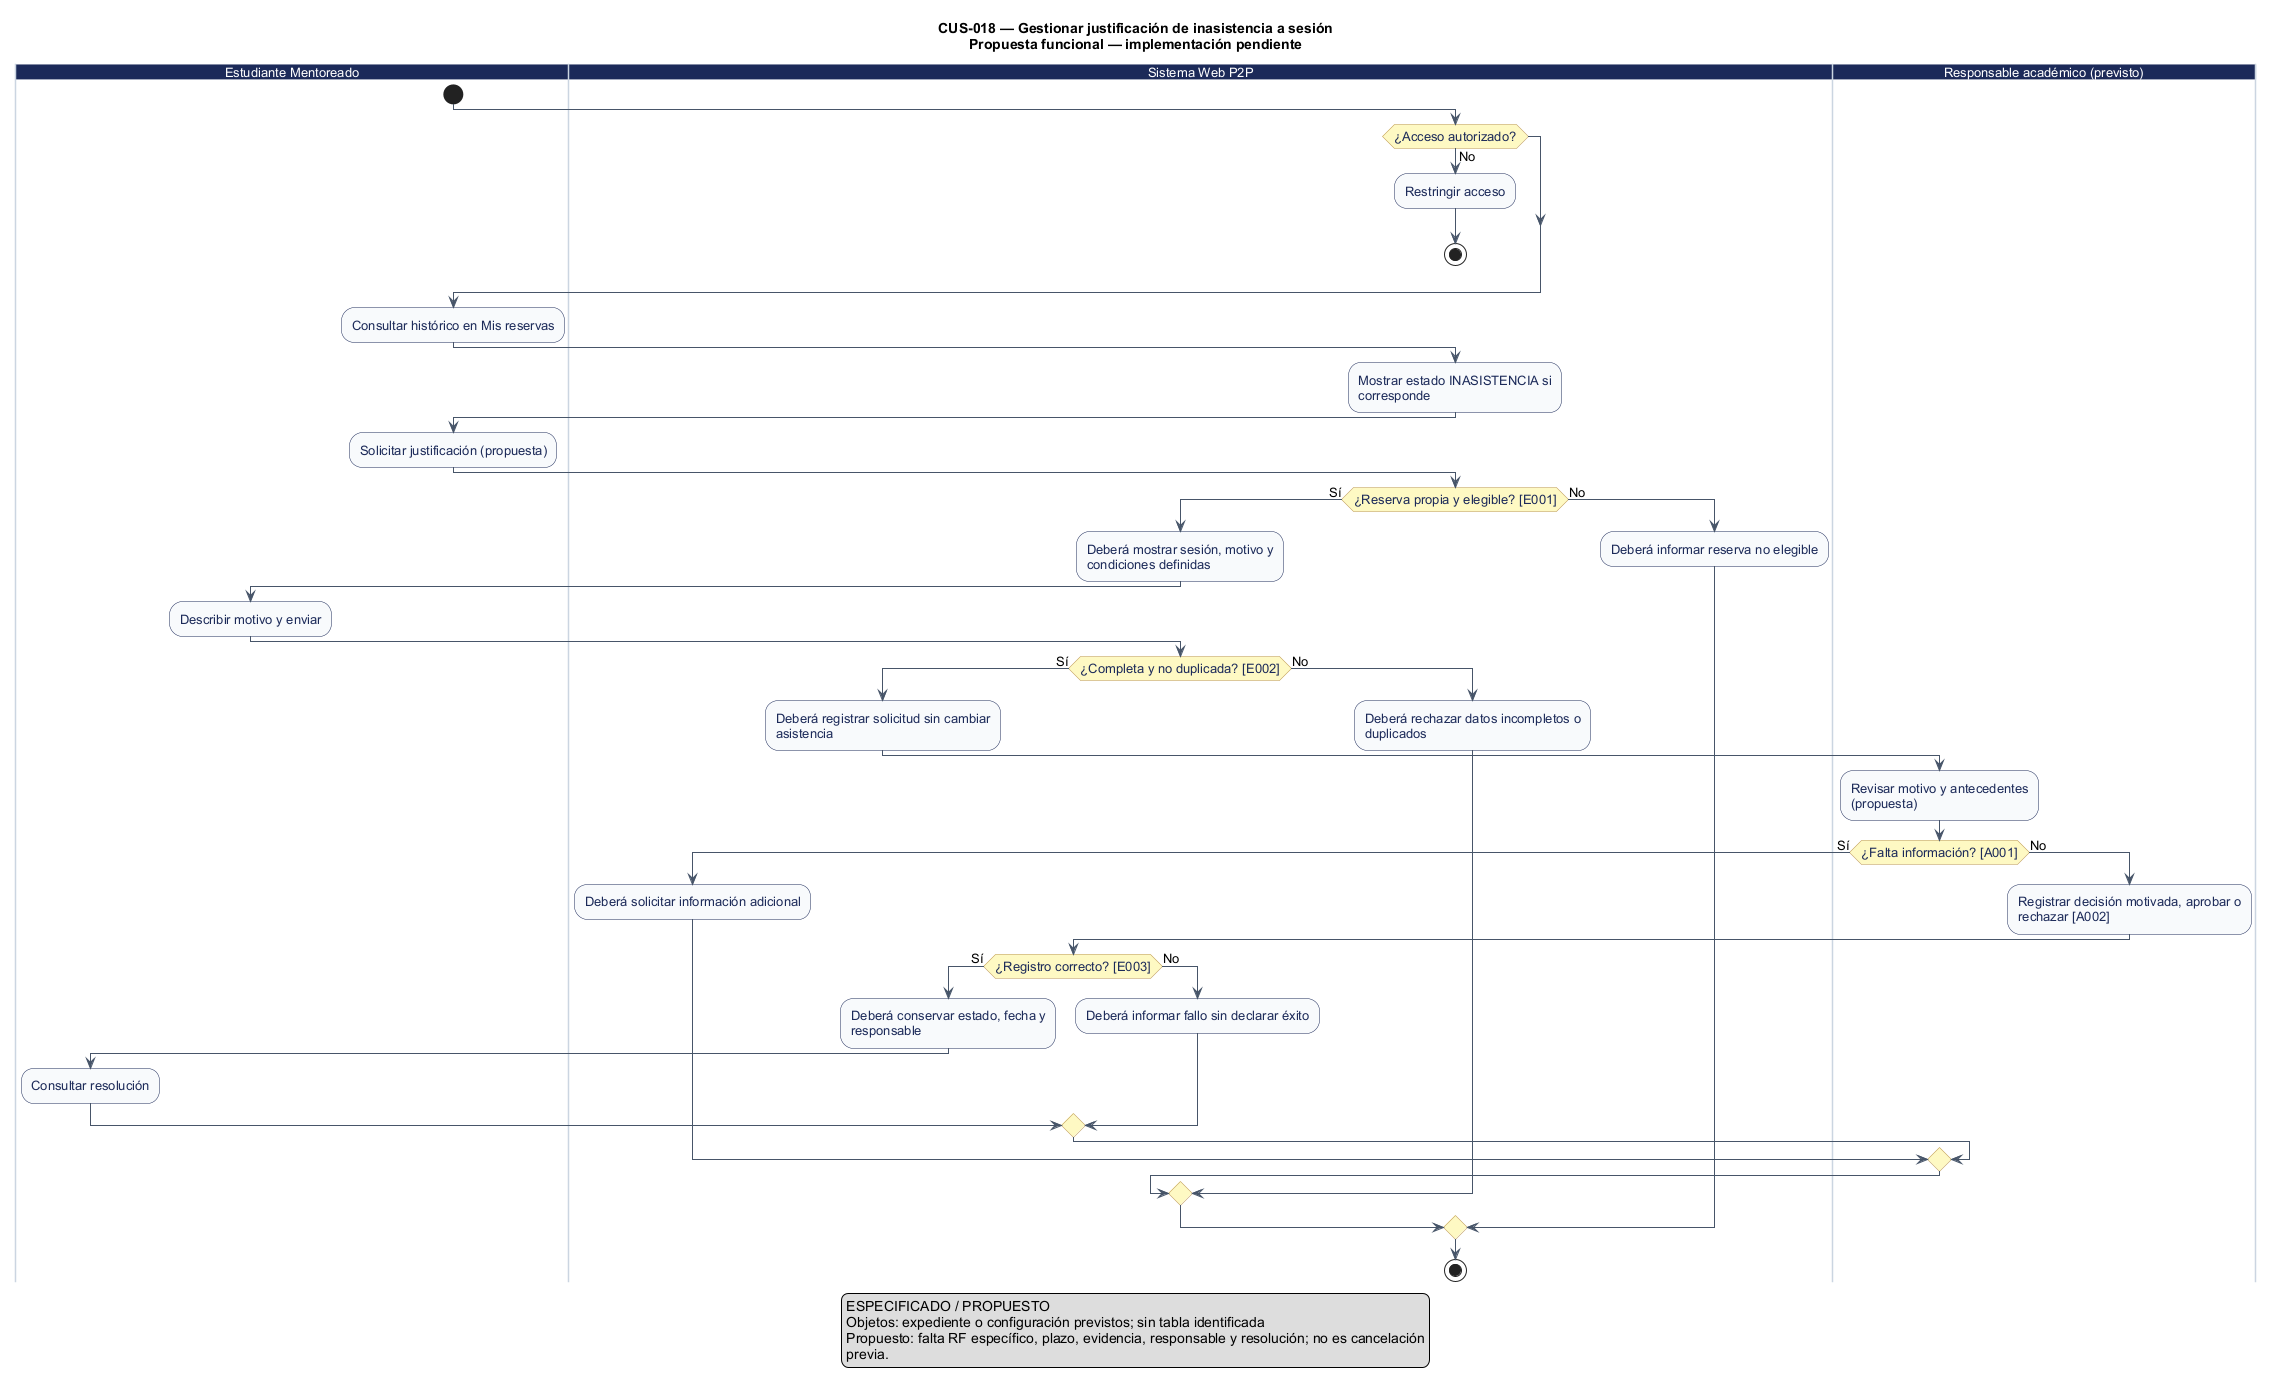 CUS-018 — Gestionar justificación de inasistencia a sesión
Propuesta funcional — implementación pendiente
Estudiante Mentoreado
Sistema Web P2P
Responsable académico (previsto)
¿Acceso autorizado?
No
Restringir acceso
Consultar histórico en Mis reservas
Mostrar estado INASISTENCIA si
corresponde
Solicitar justificación (propuesta)
Sí
¿Reserva propia y elegible? [E001]
No
Deberá mostrar sesión, motivo y
condiciones definidas
Deberá informar reserva no elegible
Describir motivo y enviar
Sí
¿Completa y no duplicada? [E002]
No
Deberá registrar solicitud sin cambiar
asistencia
Deberá rechazar datos incompletos o
duplicados
Revisar motivo y antecedentes
(propuesta)
Sí
¿Falta información? [A001]
No
Deberá solicitar información adicional
Registrar decisión motivada, aprobar o
rechazar [A002]
Sí
¿Registro correcto? [E003]
No
Deberá conservar estado, fecha y
responsable
Deberá informar fallo sin declarar éxito
Consultar resolución
ESPECIFICADO / PROPUESTO
Objetos: expediente o configuración previstos; sin tabla identificada
Propuesto: falta RF específico, plazo, evidencia, responsable y resolución; no es cancelación
previa.